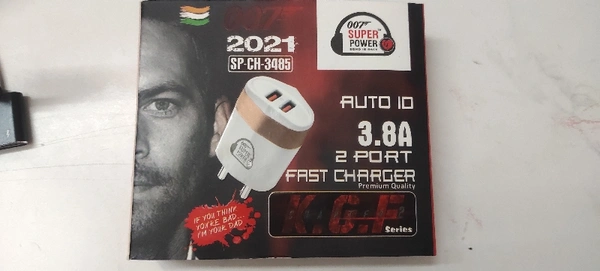 2021
SP-CH-3485
007
SUPER
POWER
AUTO ID
3.8A
2 PORT
FAST CHARGER
Premium Quality
K.G.F
Series
IF YOU THINK
YOU'RE BAD...
I'M YOUR DAD